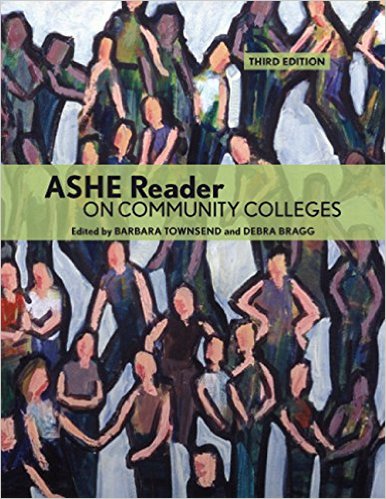 THIRD EDITION
ASHE Reader
ON COMMUNITY COLLEGES
Edited by BARBARA TOWNSEND and DEBRA BRAGG